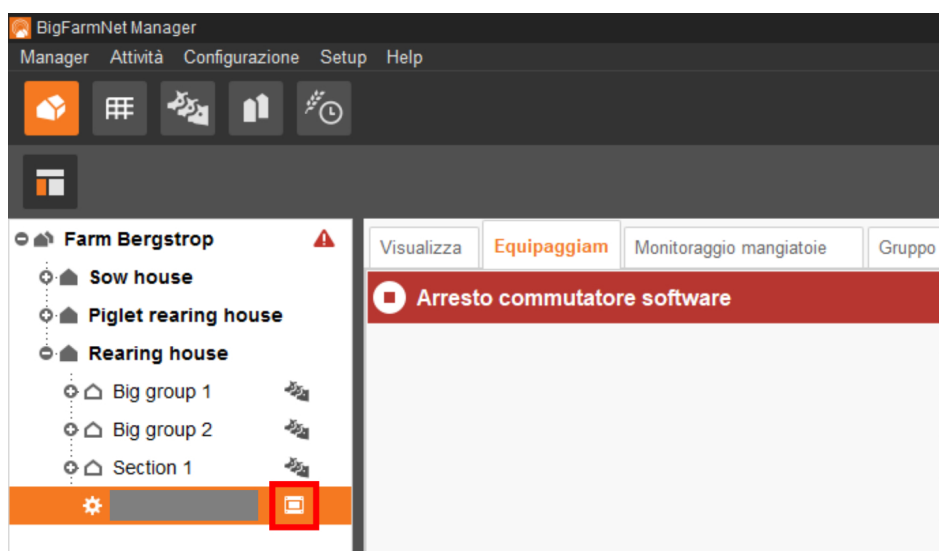 BigFarmNet Manager
Manager Attività Configurazione Setup Help
Farm Bergstrop
Sow house
Piglet rearing house
Rearing house
Big group 1
Big group 2
Section 1
Visualizza Equipaggiam Monitoraggio mangiatoie Gruppo
Arresto commutatore software